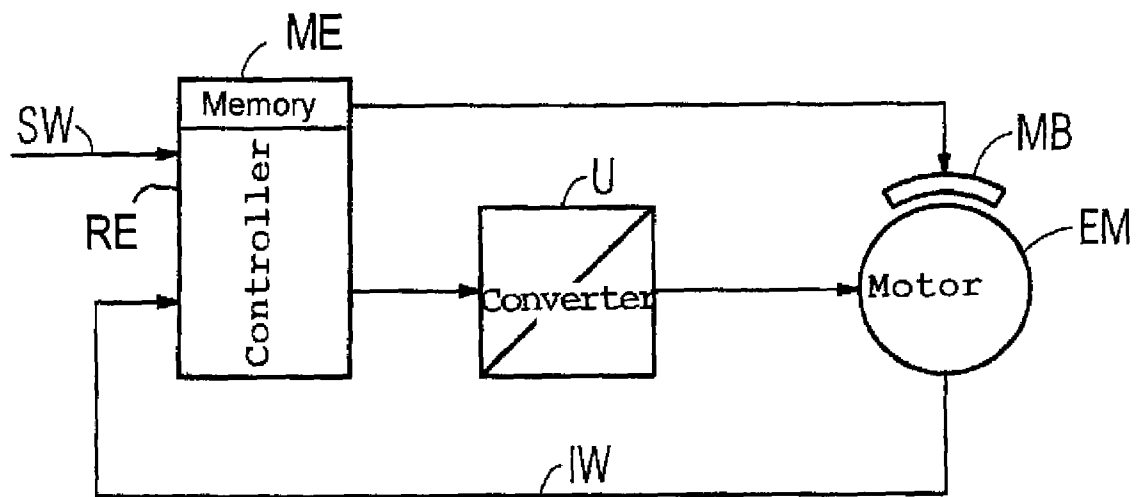 ME
Memory
SW
MB
Controller
U
RE
EM
Converter
Motor
IW